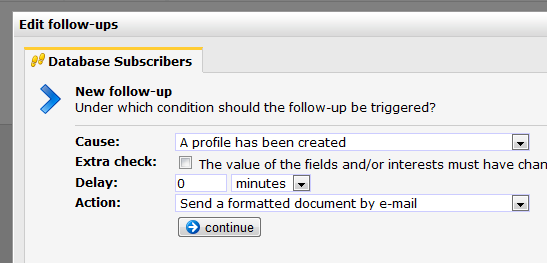 Edit follow-ups
Database Subscribers
New follow-up
Under which condition should the follow-up be triggered?
Cause: A profile has been created
Extra check: The value of the fields and/or interests must have chan
Delay: 0 minutes
Action: Send a formatted document by e-mail
continue